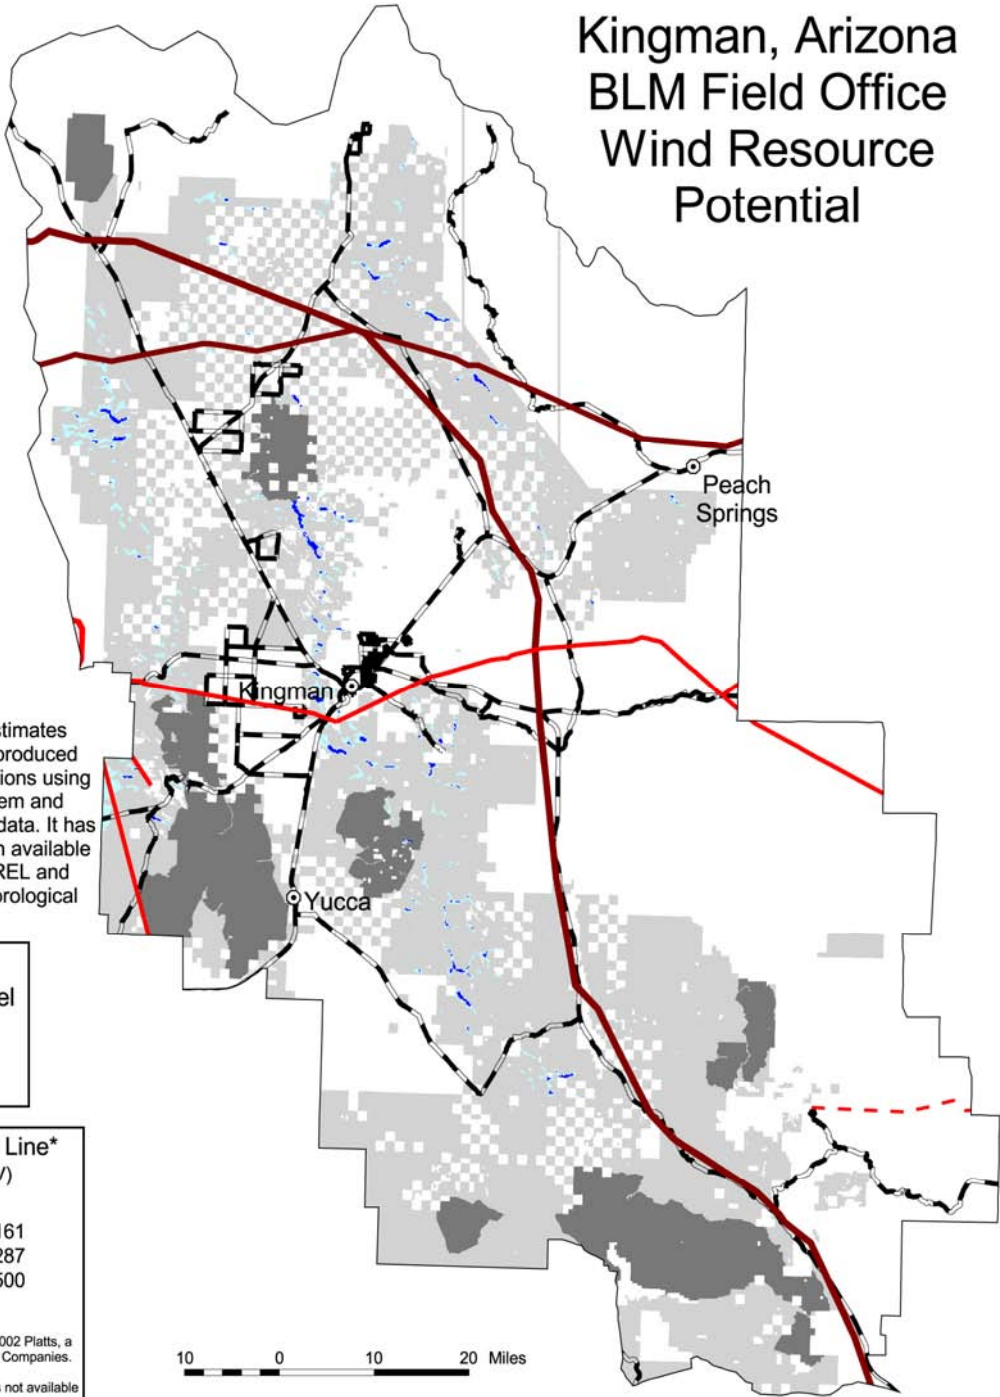 Kingman, Arizona
BLM Field Office
Wind Resource
Potential
Peach
Springs
Kingman
stimates
produced
ions using
em and
data. It has
n available
REL and
orological
Yucca
el
Line*
/)
161
287
500
002 Platts, a
Companies.
s not available
10 0 10 20 Miles